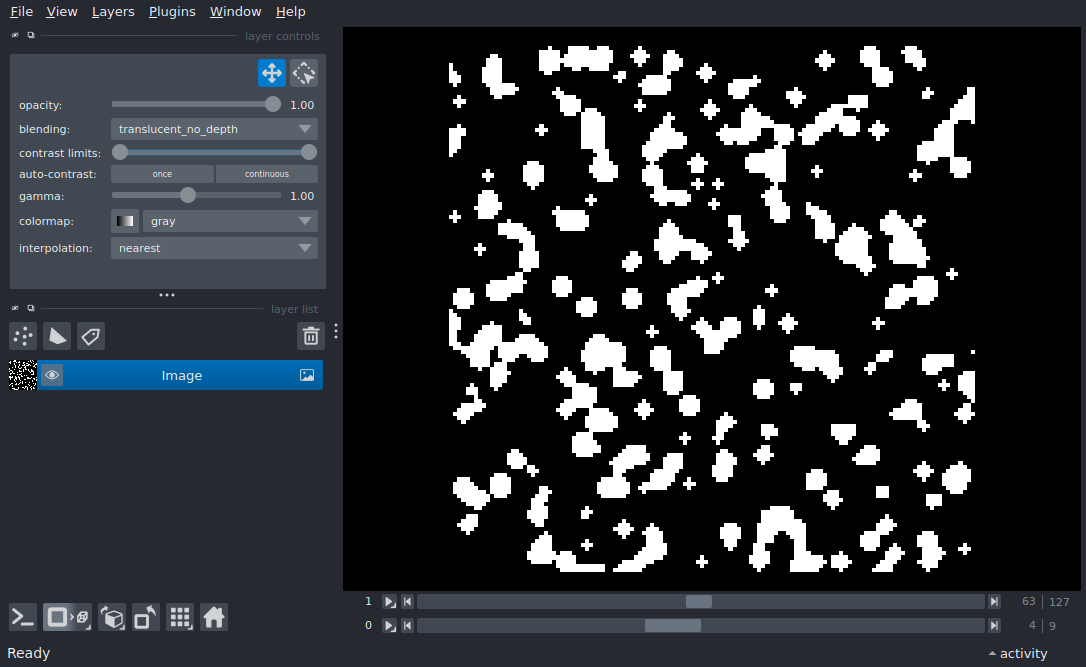 File View Layers Plugins Window Help
layer controls
opacity: 1.00
blending: translucent_no_depth
contrast limits:
auto-contrast: once continuous
gamma: 1.00
colormap: gray
interpolation: nearest
layer list
Image
1 63 127
0 4 9
Ready activity